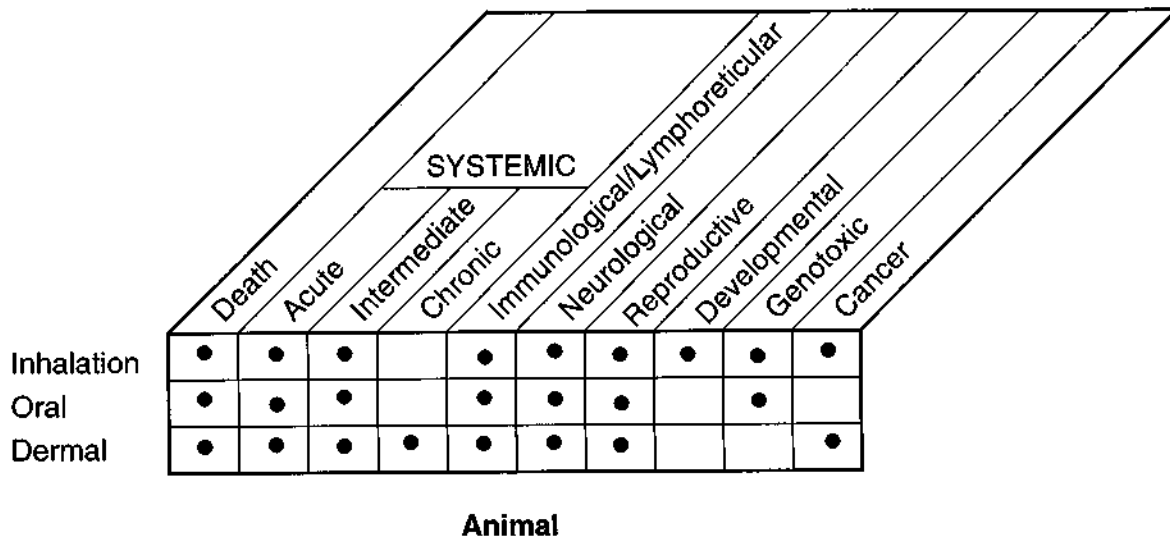 SYSTEMIC
Death
Acute
Intermediate
Chronic
Immunological/Lymphoreticular
Neurological
Reproductive
Developmental
Genotoxic
Cancer
Inhalation
Oral
Dermal
Animal